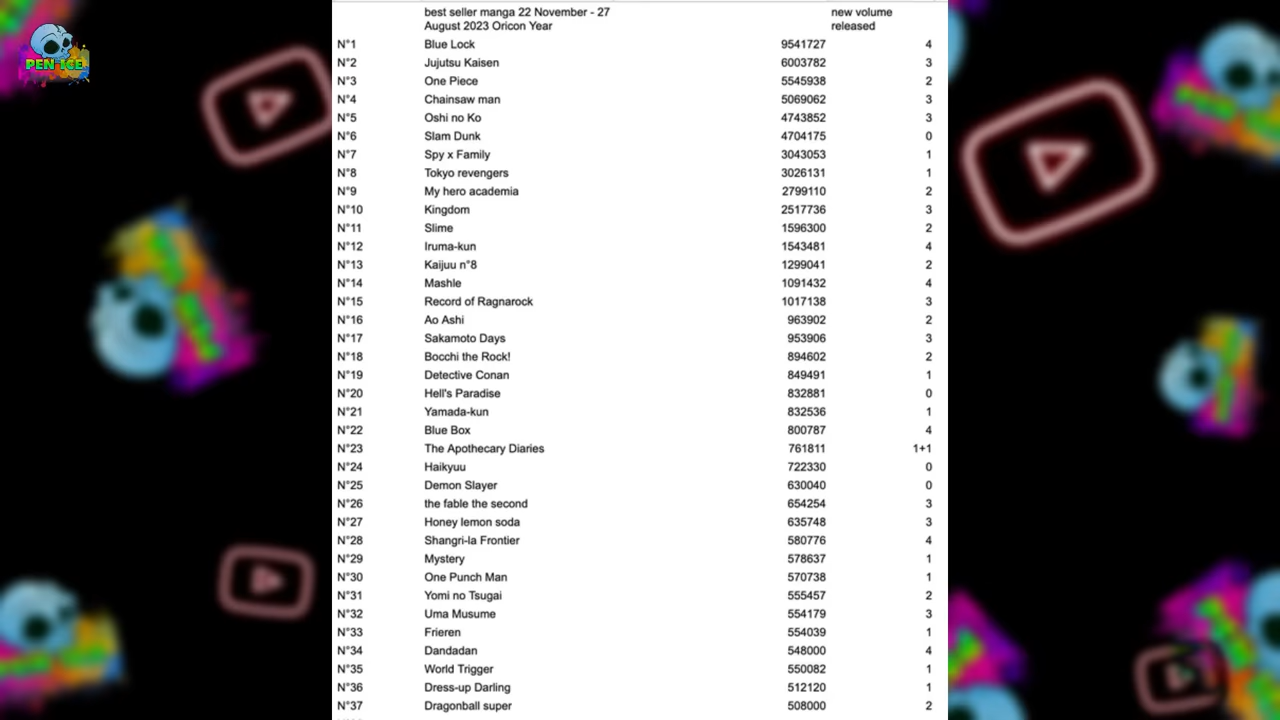 PEN ICE
best seller manga 22 November - 27 new volume
August 2023 Oricon Year released
N°1 Blue Lock 9541727 4
N°2 Jujutsu Kaisen 6003782 3
N°3 One Piece 5545938 2
N°4 Chainsaw man 5069062 3
N°5 Oshi no Ko 4743852 3
N°6 Slam Dunk 4704175 0
N°7 Spy x Family 3043053 1
N°8 Tokyo revengers 3026131 1
N°9 My hero academia 2799110 2
N°10 Kingdom 2517736 3
N°11 Slime 1596300 2
N°12 Iruma-kun 1543481 4
N°13 Kaijuu n°8 1299041 2
N°14 Mashle 1091432 4
N°15 Record of Ragnarock 1017138 3
N°16 Ao Ashi 963902 2
N°17 Sakamoto Days 953906 3
N°18 Bocchi the Rock! 894602 2
N°19 Detective Conan 849491 1
N°20 Hell's Paradise 832881 0
N°21 Yamada-kun 832536 1
N°22 Blue Box 800787 4
N°23 The Apothecary Diaries 761811 1+1
N°24 Haikyuu 722330 0
N°25 Demon Slayer 630040 0
N°26 the fable the second 654254 3
N°27 Honey lemon soda 635748 3
N°28 Shangri-la Frontier 580776 4
N°29 Mystery 578637 1
N°30 One Punch Man 570738 1
N°31 Yomi no Tsugai 555457 2
N°32 Uma Musume 554179 3
N°33 Frieren 554039 1
N°34 Dandadan 548000 4
N°35 World Trigger 550082 1
N°36 Dress-up Darling 512120 1
N°37 Dragonball super 508000 2